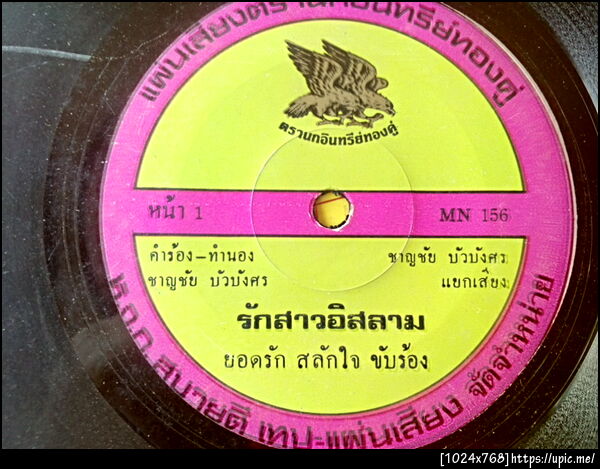 แผ่นเสียงตรานกอินทรีย์ทองคู่
ตรานกอินทรีย์ทองคู่
หน้า 1
MN 156
คำร้อง-ทำนอง
ชาญชัย บัวบังศร
ชาญชัย บัวบังศร
แยกเสียง
รักสาวอิสลาม
ยอดรัก สลักใจ ขับร้อง
ห.จ.ก. สบายดี เทป-แผ่นเสียง จัดจำหน่าย
[1024x768]https://upic.me/